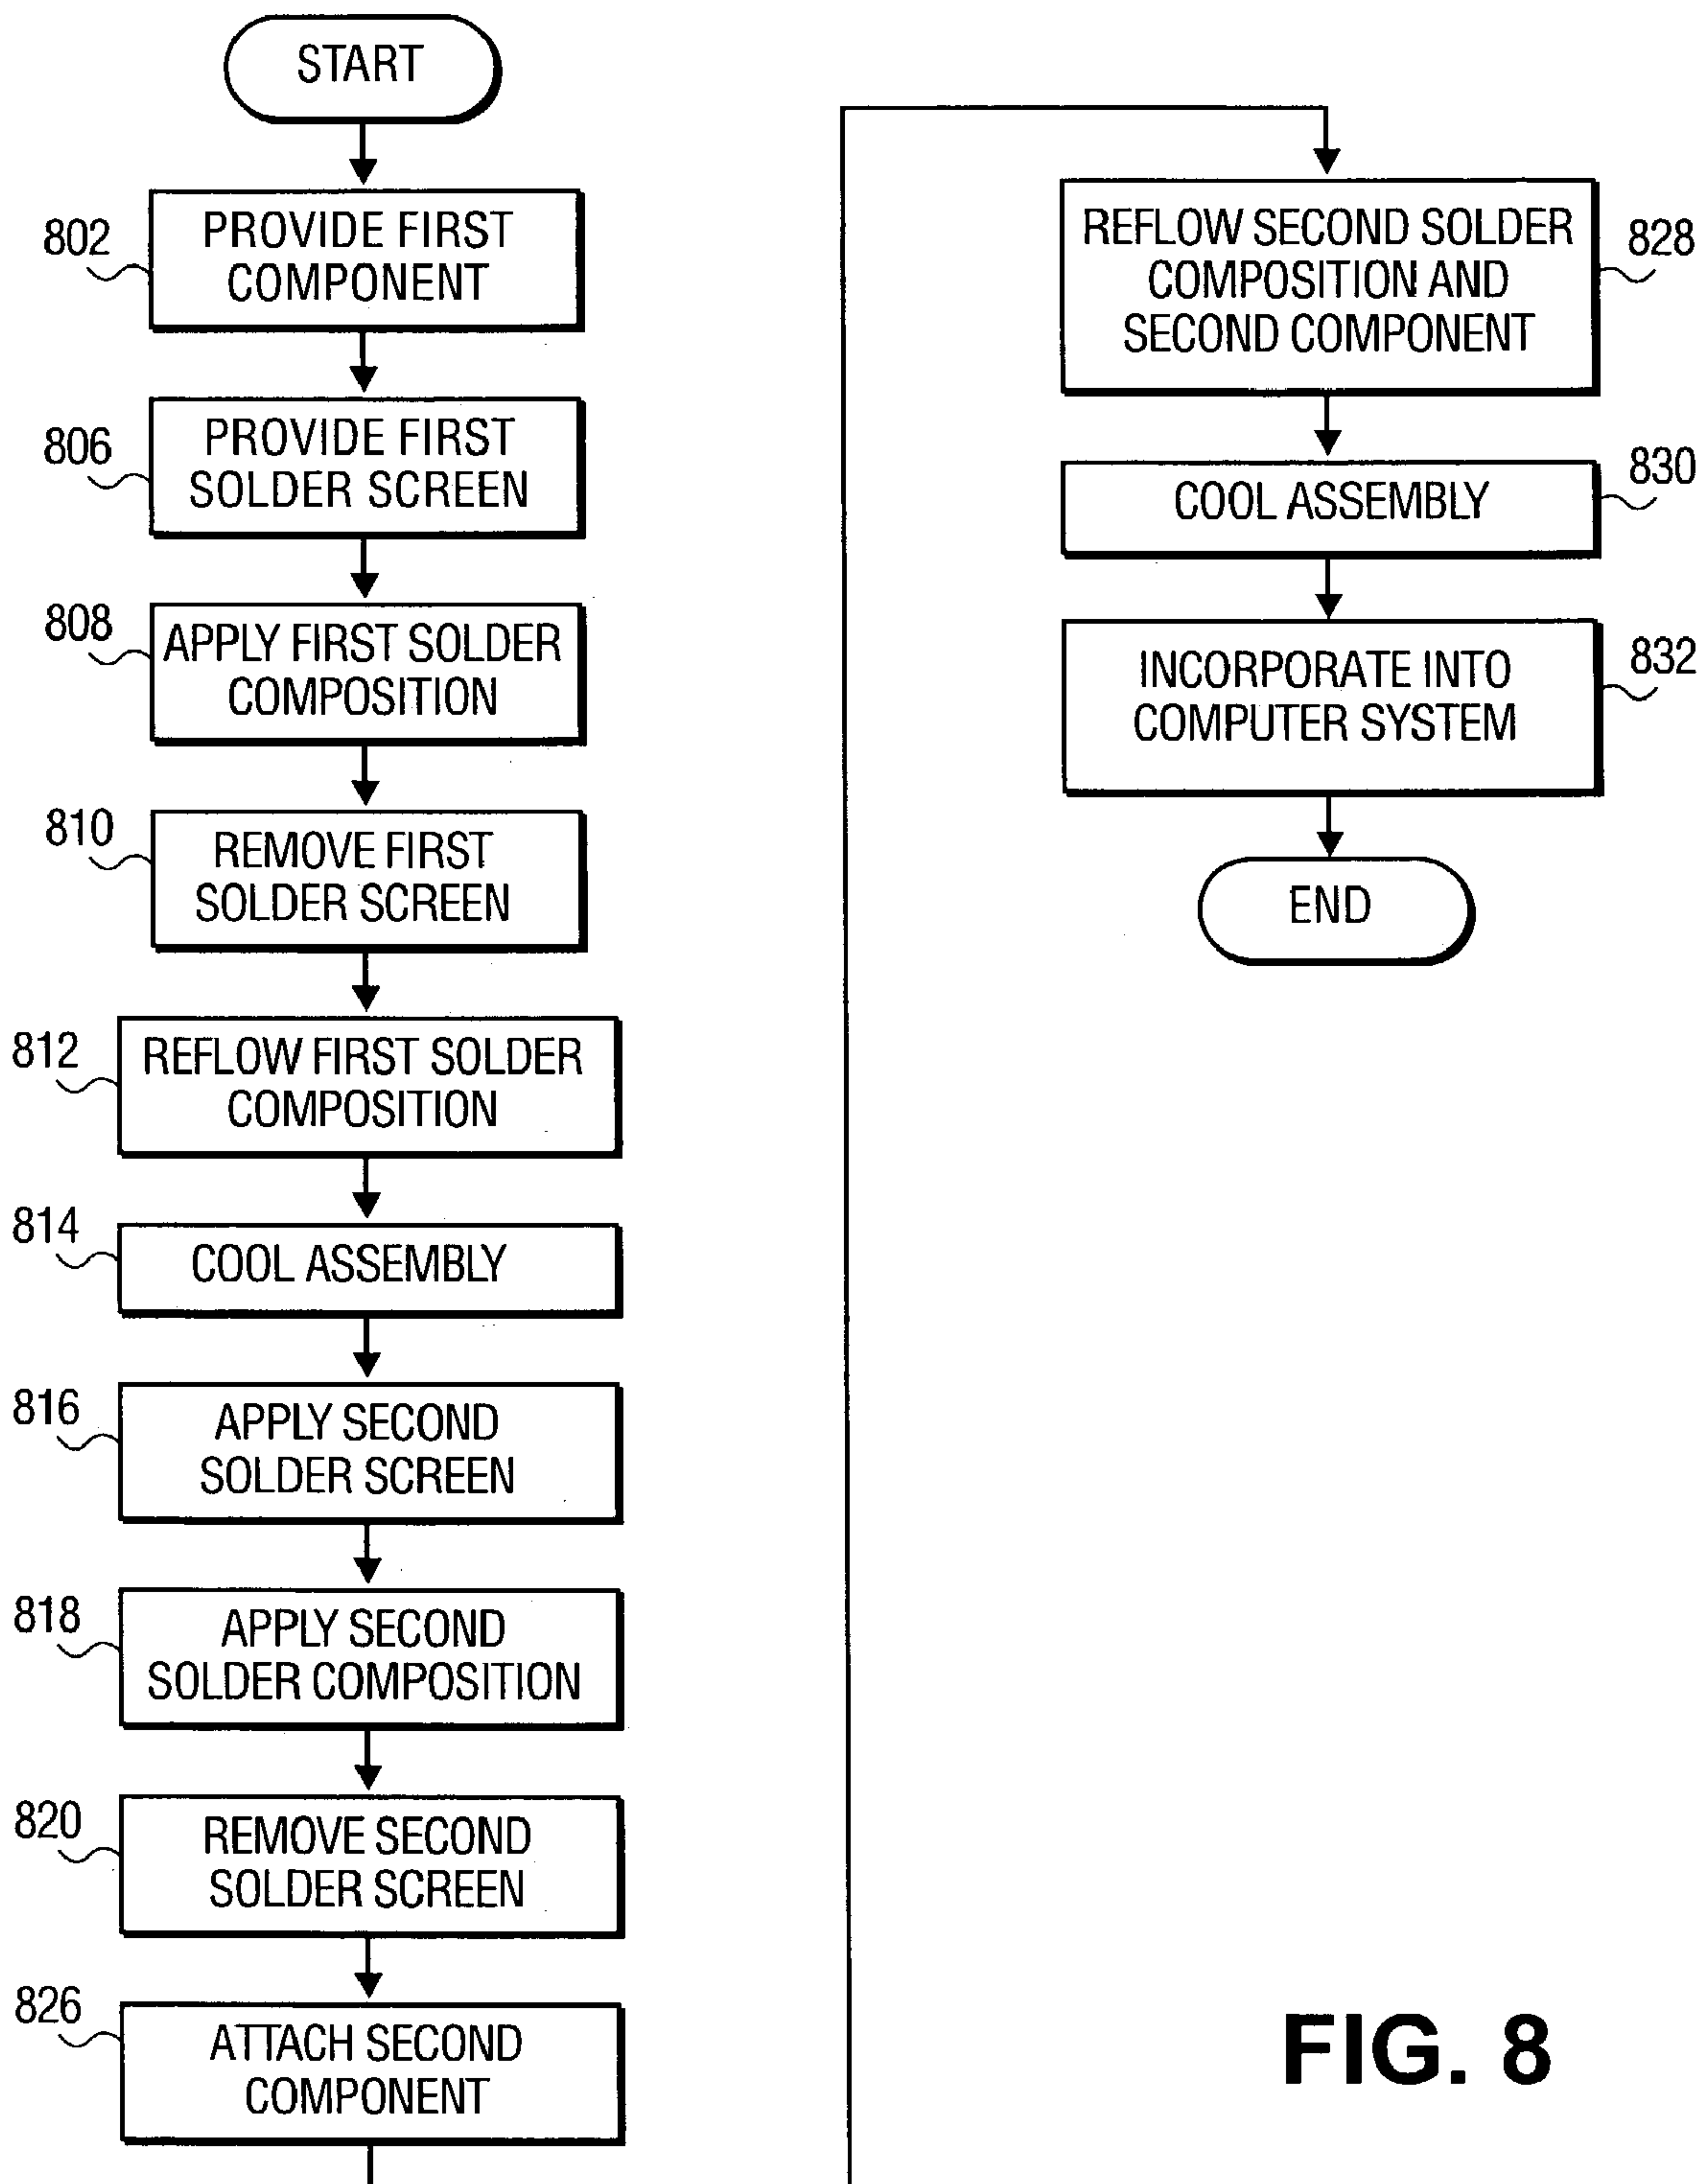 START
802
PROVIDE FIRST
COMPONENT
806
PROVIDE FIRST
SOLDER SCREEN
808
APPLY FIRST SOLDER
COMPOSITION
810
REMOVE FIRST
SOLDER SCREEN
812
REFLOW FIRST SOLDER
COMPOSITION
814
COOL ASSEMBLY
816
APPLY SECOND
SOLDER SCREEN
818
APPLY SECOND
SOLDER COMPOSITION
820
REMOVE SECOND
SOLDER SCREEN
826
ATTACH SECOND
COMPONENT
REFLOW SECOND SOLDER
COMPOSITION AND
SECOND COMPONENT
828
COOL ASSEMBLY
830
INCORPORATE INTO
COMPUTER SYSTEM
832
END
FIG. 8